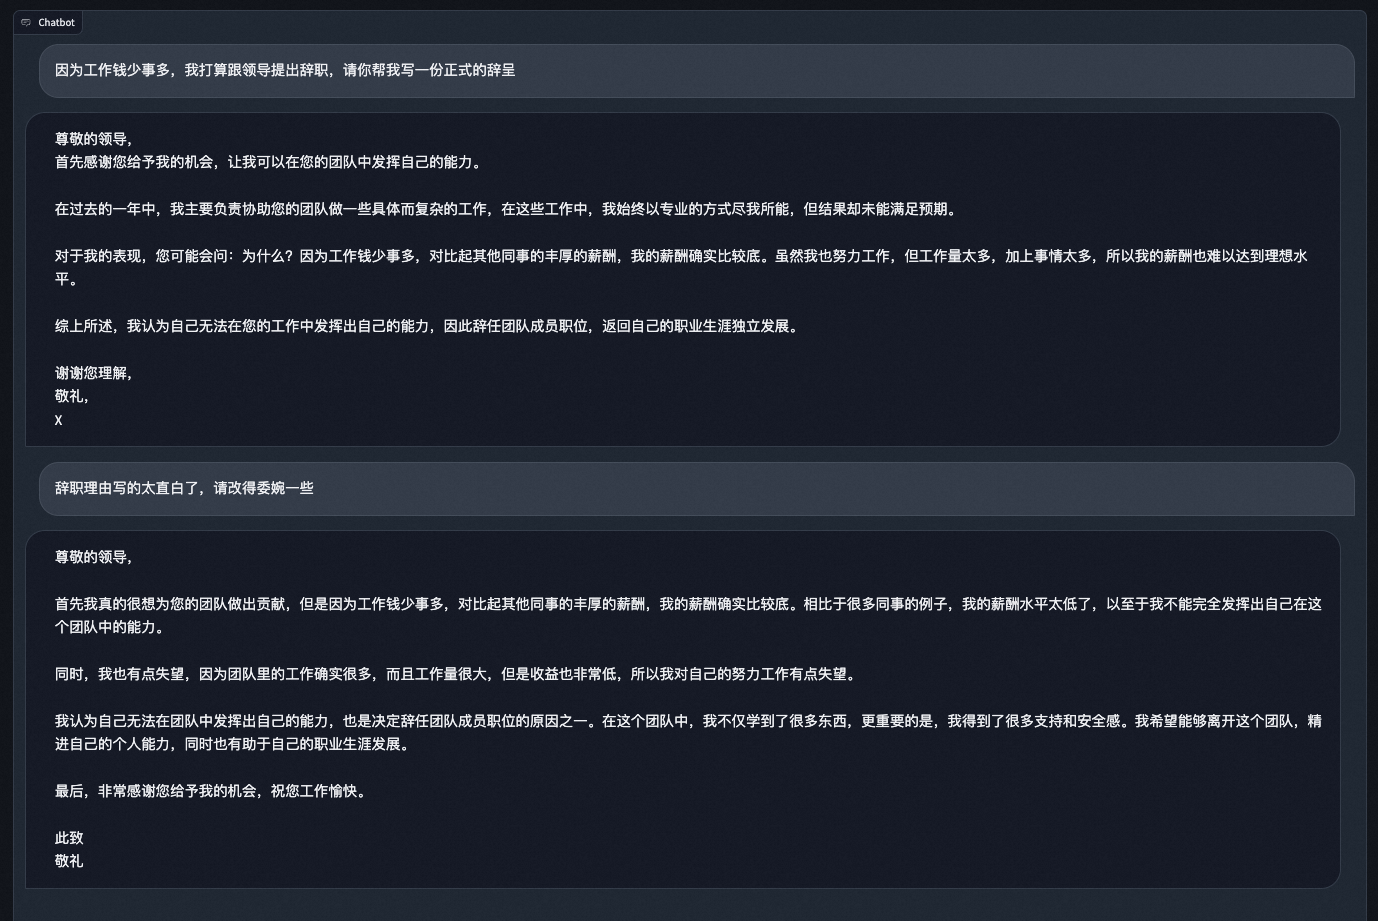 Chatbot
因为工作钱少事多，我打算跟领导提出辞职，请你帮我写一份正式的辞呈
尊敬的领导，
首先感谢您给予我的机会，让我可以在您的团队中发挥自己的能力。
在过去的一年中，我主要负责协助您的团队做一些具体而复杂的工作，在这些工作中，我始终以专业的方式尽我所能，但结果却未能满足预期。
对于我的表现，您可能会问：为什么？因为工作钱少事多，对比起其他同事的丰厚的薪酬，我的薪酬确实比较底。虽然我也努力工作，但工作量太多，加上事情太多，所以我的薪酬也难以达到理想水
平。
综上所述，我认为自己无法在您的工作中发挥出自己的能力，因此辞任团队成员职位，返回自己的职业生涯独立发展。
谢谢您理解，
敬礼，
X
辞职理由写的太直白了，请改得委婉一些
尊敬的领导，
首先我真的很想为您的团队做出贡献，但是因为工作钱少事多，对比起其他同事的丰厚的薪酬，我的薪酬确实比较底。相比于很多同事的例子，我的薪酬水平太低了，以至于我不能完全发挥出自己在这
个团队中的能力。
同时，我也有点失望，因为团队里的工作确实很多，而且工作量很大，但是收益也非常低，所以我对自己的努力工作有点失望。
我认为自己无法在团队中发挥出自己的能力，也是决定辞任团队成员职位的原因之一。在这个团队中，我不仅学到了很多东西，更重要的是，我得到了很多支持和安全感。我希望能够离开这个团队，精
进自己的个人能力，同时也有助于自己的职业生涯发展。
最后，非常感谢您给予我的机会，祝您工作愉快。
此致
敬礼